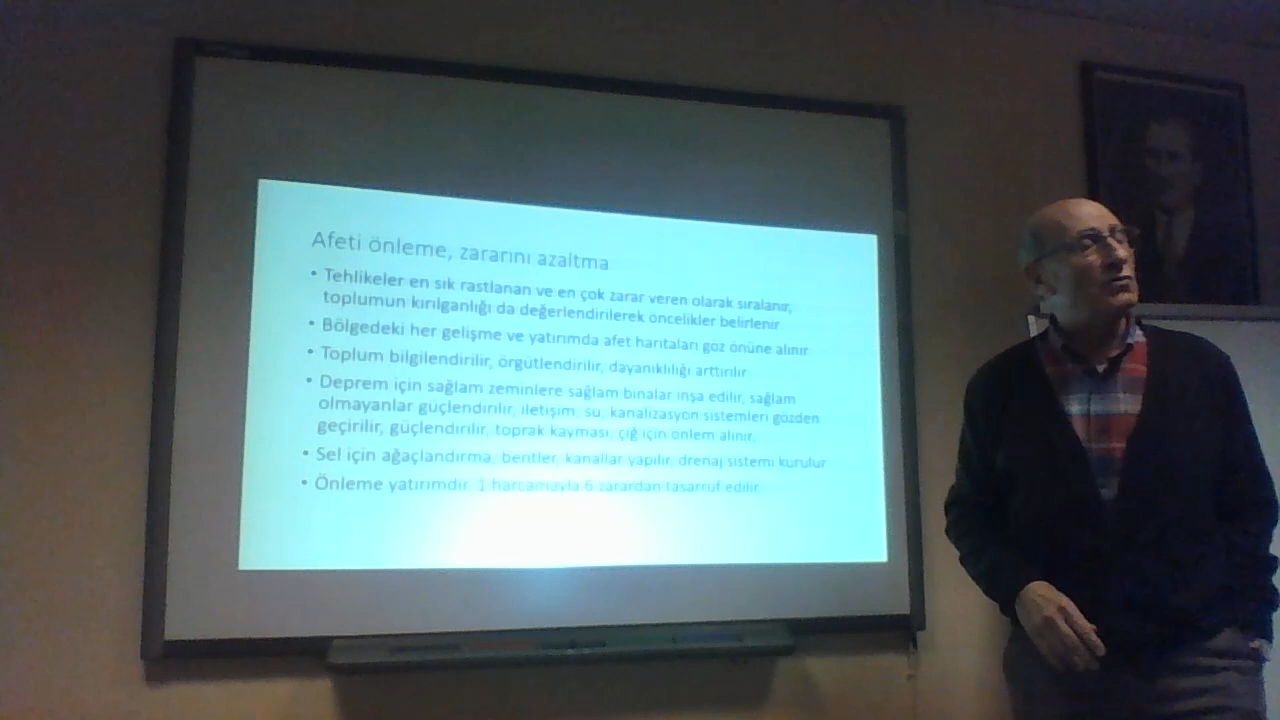 Afeti önleme, zararını azaltma
• Tehlikeler en sık rastlanan ve en çok zarar veren olarak sıralanır,
toplumun kırılganlığı da değerlendirilerek öncelikler belirlenir
• Bölgedeki her gelişme ve yatırımda afet haritaları göz önüne alınır
• Toplum bilgilendirilir, örgütlendirilir, dayanıklılığı arttırılır
• Deprem için sağlam zeminlere sağlam binalar inşa edilir, sağlam
olmayanlar güçlendirilir, iletişim, su, kanalizasyon sistemleri gözden
geçirilir, güçlendirilir, toprak kayması, çığ için önlem alınır,
• Sel için ağaçlandırma, bentler, kanallar yapılır, drenaj sistemi kurulur
• Önleme yatırımdır, 1 harcamayla 6 zarardan tasarruf edilir